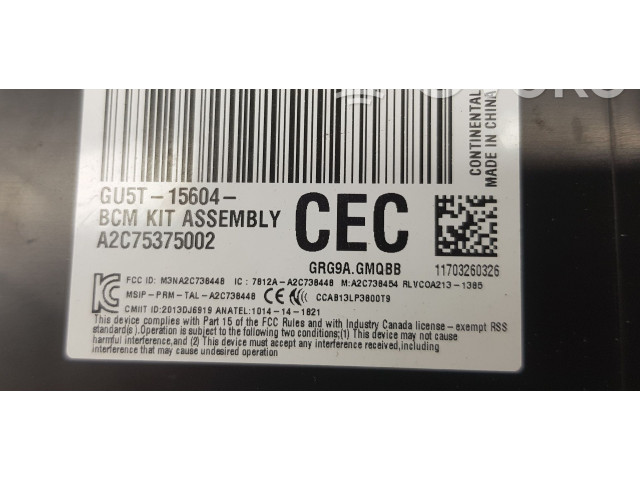 CONTINENTAL
MADE IN CHINA
GU5T-15604-
BCM KIT ASSEMBLY
A2C75375002
CEC
GRG9A.GMQBB
11703260326
FCC ID: M3NA2C738448 IC: 7812A-A2C738448 M:A2C738454 RLVCOA213-1385
MSIP-PRM-TAL-A2C738448 CE CCAB13LP3800T9
CMIIT ID:2013DJ6919 ANATEL:1014-14-1821
This device complies with Part 15 of the FCC Rules and with Industry Canada license - exempt RSS
standard(s). Operation is subject to the following two conditions:(1) This device may not cause
harmful interference,and (2) This device must accept any interference received,including
interference that may cause undesired operation